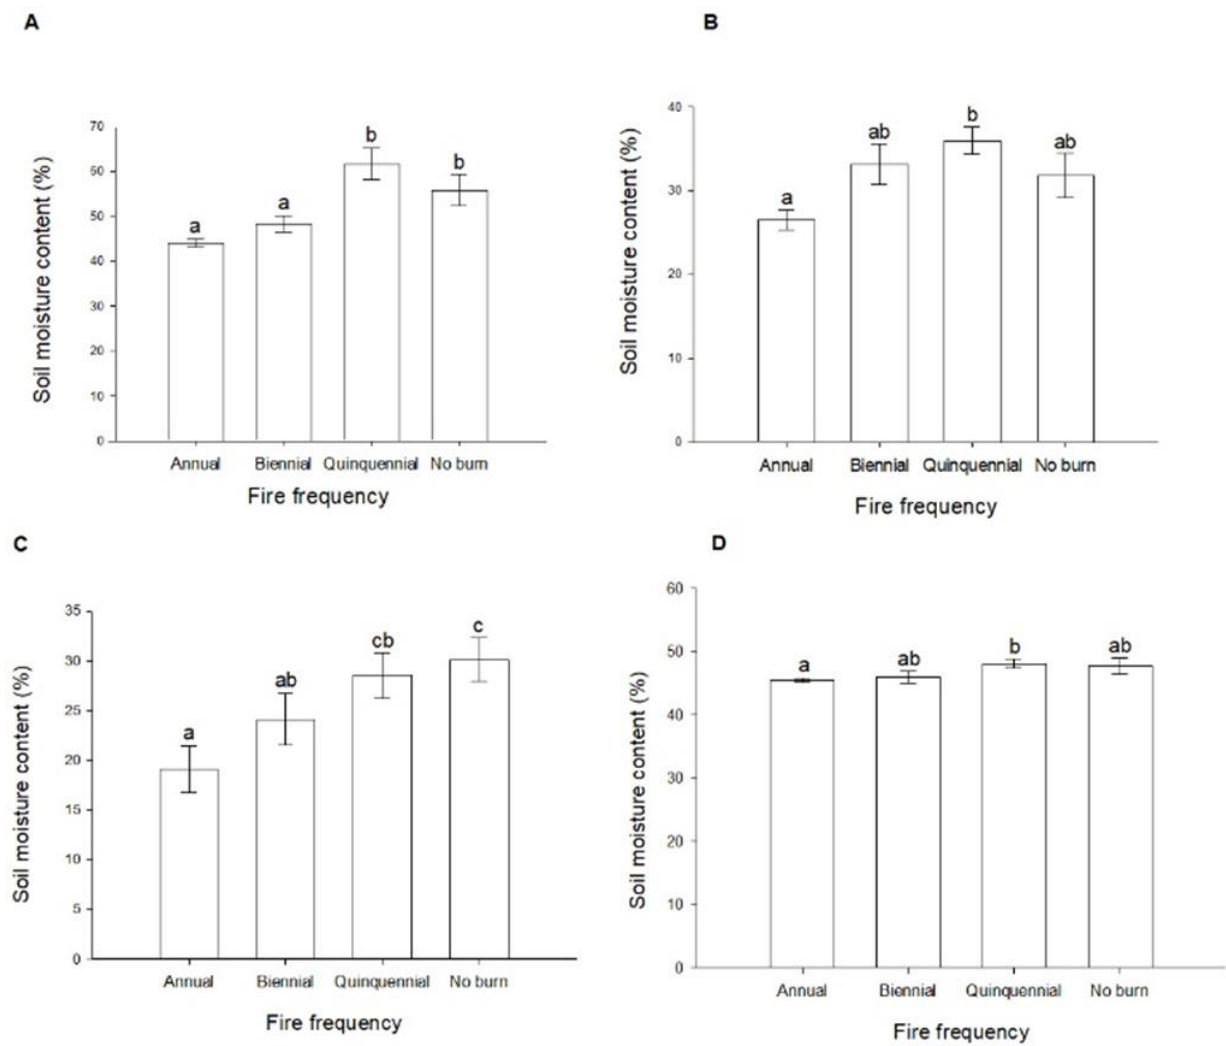 A
Soil moisture content (%)
70
60
50
40
30
20
10
0
a
a
b
b
Annual Biennial Quinquennial No burn
Fire frequency
B
Soil moisture content (%)
40
30
20
10
0
a
ab
b
ab
Annual Biennial Quinquennial No burn
Fire frequency
C
Soil moisture content (%)
35
30
25
20
15
10
5
0
a
ab
cb
c
Annual Biennial Quinquennial No burn
Fire frequency
D
Soil moisture content (%)
60
50
40
30
20
10
0
a
ab
b
ab
Annual Biennial Quinquennial No burn
Fire frequency